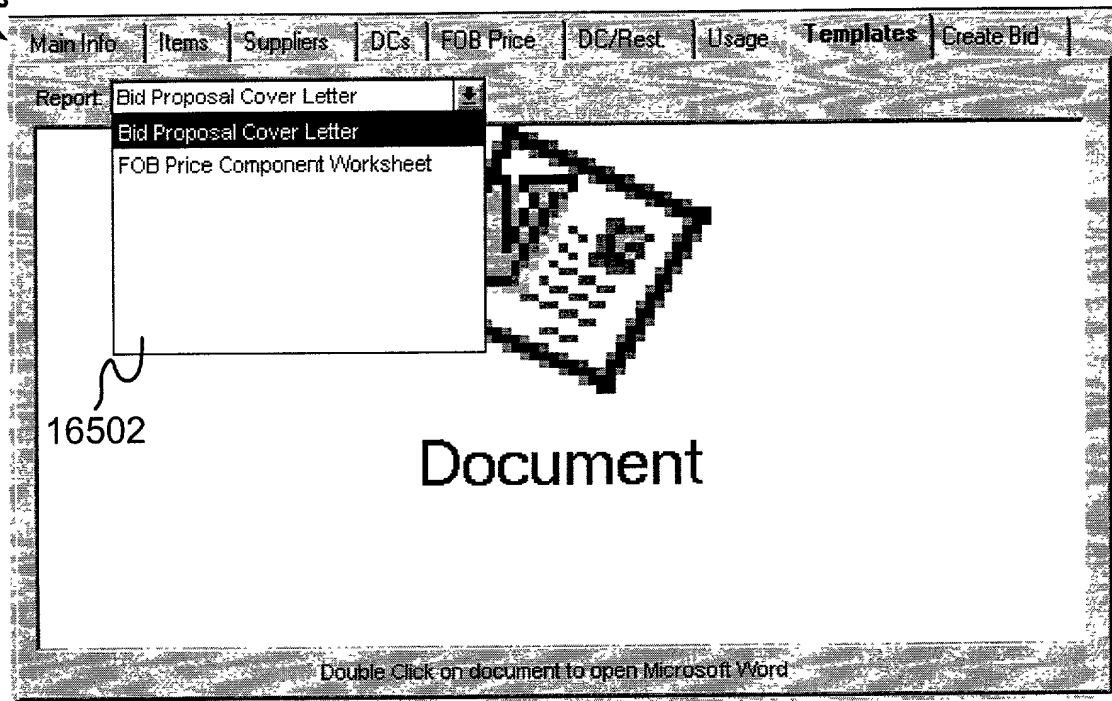 Main Info Items Suppliers DCs FOB Price DC/Rest. Usage Templates Create Bid
Report: Bid Proposal Cover Letter
Bid Proposal Cover Letter
FOB Price Component Worksheet
16502
Document
Double Click on document to open Microsoft Word